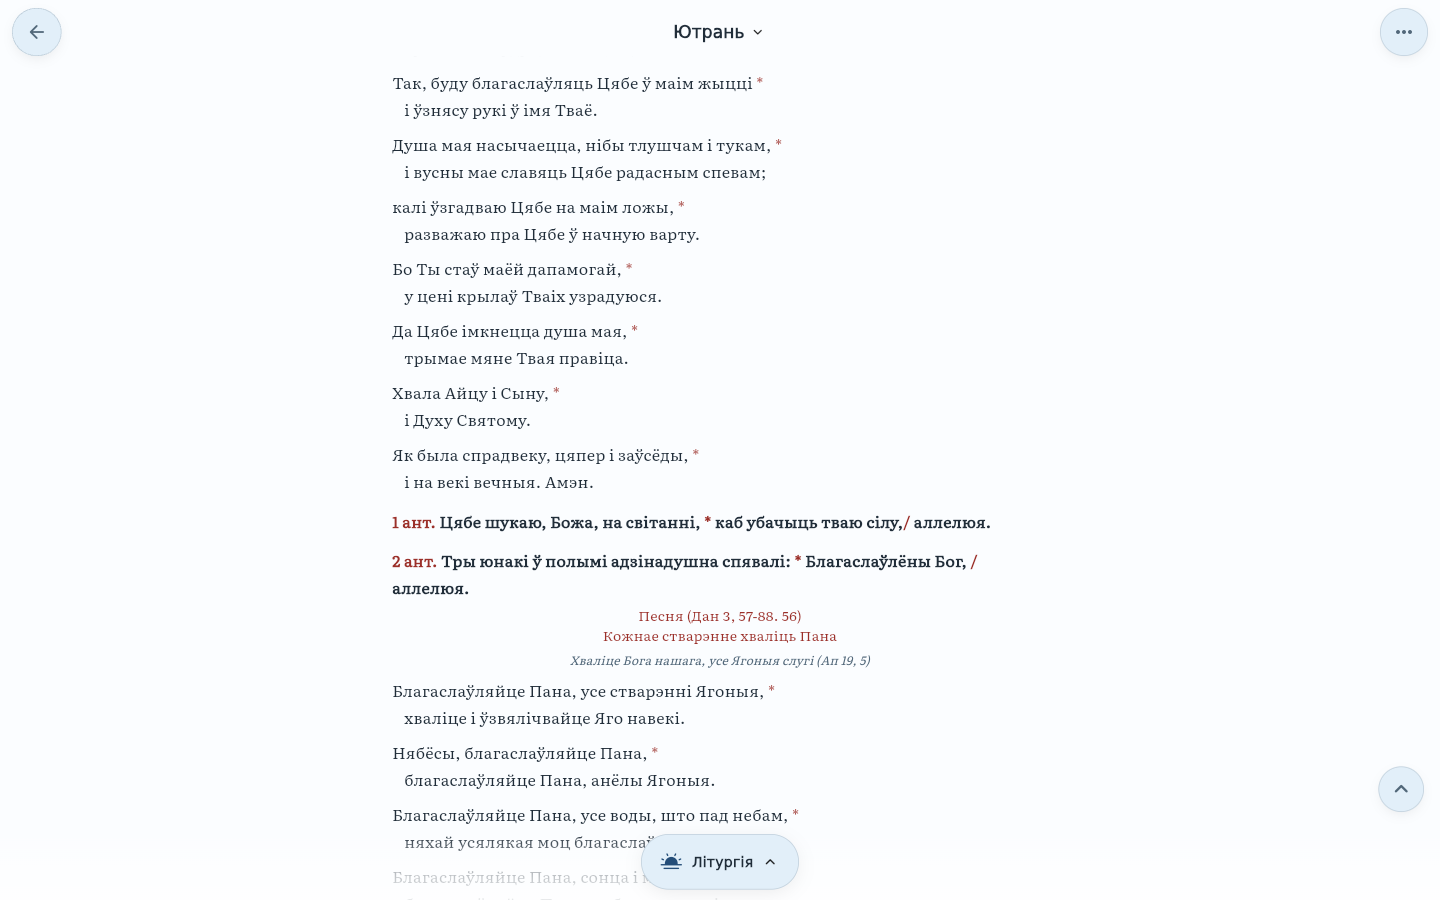 Ютрань
Так, буду благаслаўляць Цябе ў маім жыцці *
і ўзнясу рукі ў імя Тваё.
Душа мая насычаецца, нібы тлушчам і тукам, *
і вусны мае славяць Цябе радасным спевам;
калі ўзгадваю Цябе на маім ложы, *
разважаю пра Цябе ў начную варту.
Бо Ты стаў маёй дапамогай, *
у цені крылаў Тваіх узрадуюся.
Да Цябе імкнецца душа мая, *
трымае мяне Твая правіца.
Хвала Айцу і Сыну, *
і Духу Святому.
Як была спрадвеку, цяпер і заўсёды, *
і на векі вечныя. Амэн.
1 ант. Цябе шукаю, Божа, на світанні, * каб убачыць тваю сілу,/ аллелюя.
2 ант. Тры юнакі ў полымі адзінадушна спявалі: * Благаслаўлёны Бог, /
аллелюя.
Песня (Дан 3, 57-88. 56)
Кожнае стварэнне хваліць Пана
Хваліце Бога нашага, усе Ягоныя слугі (Ап 19, 5)
Благаслаўляйце Пана, усе стварэнні Ягоныя, *
хваліце і ўзвялічвайце Яго навекі.
Нябёсы, благаслаўляйце Пана, *
благаслаўляйце Пана, анёлы Ягоныя.
Благаслаўляйце Пана, усе воды, што пад небам, *
няхай усялякая моц
Благаслаўляйце Пана, сонца і
Літургія